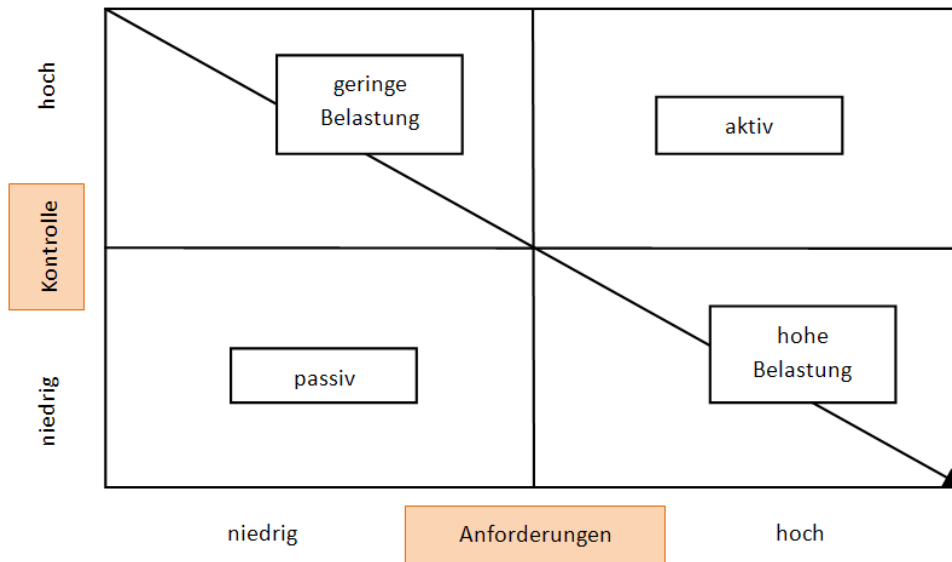 hoch
geringe
Belastung
aktiv
Kontrolle
niedrig
passiv
hohe
Belastung
niedrig
Anforderungen
hoch